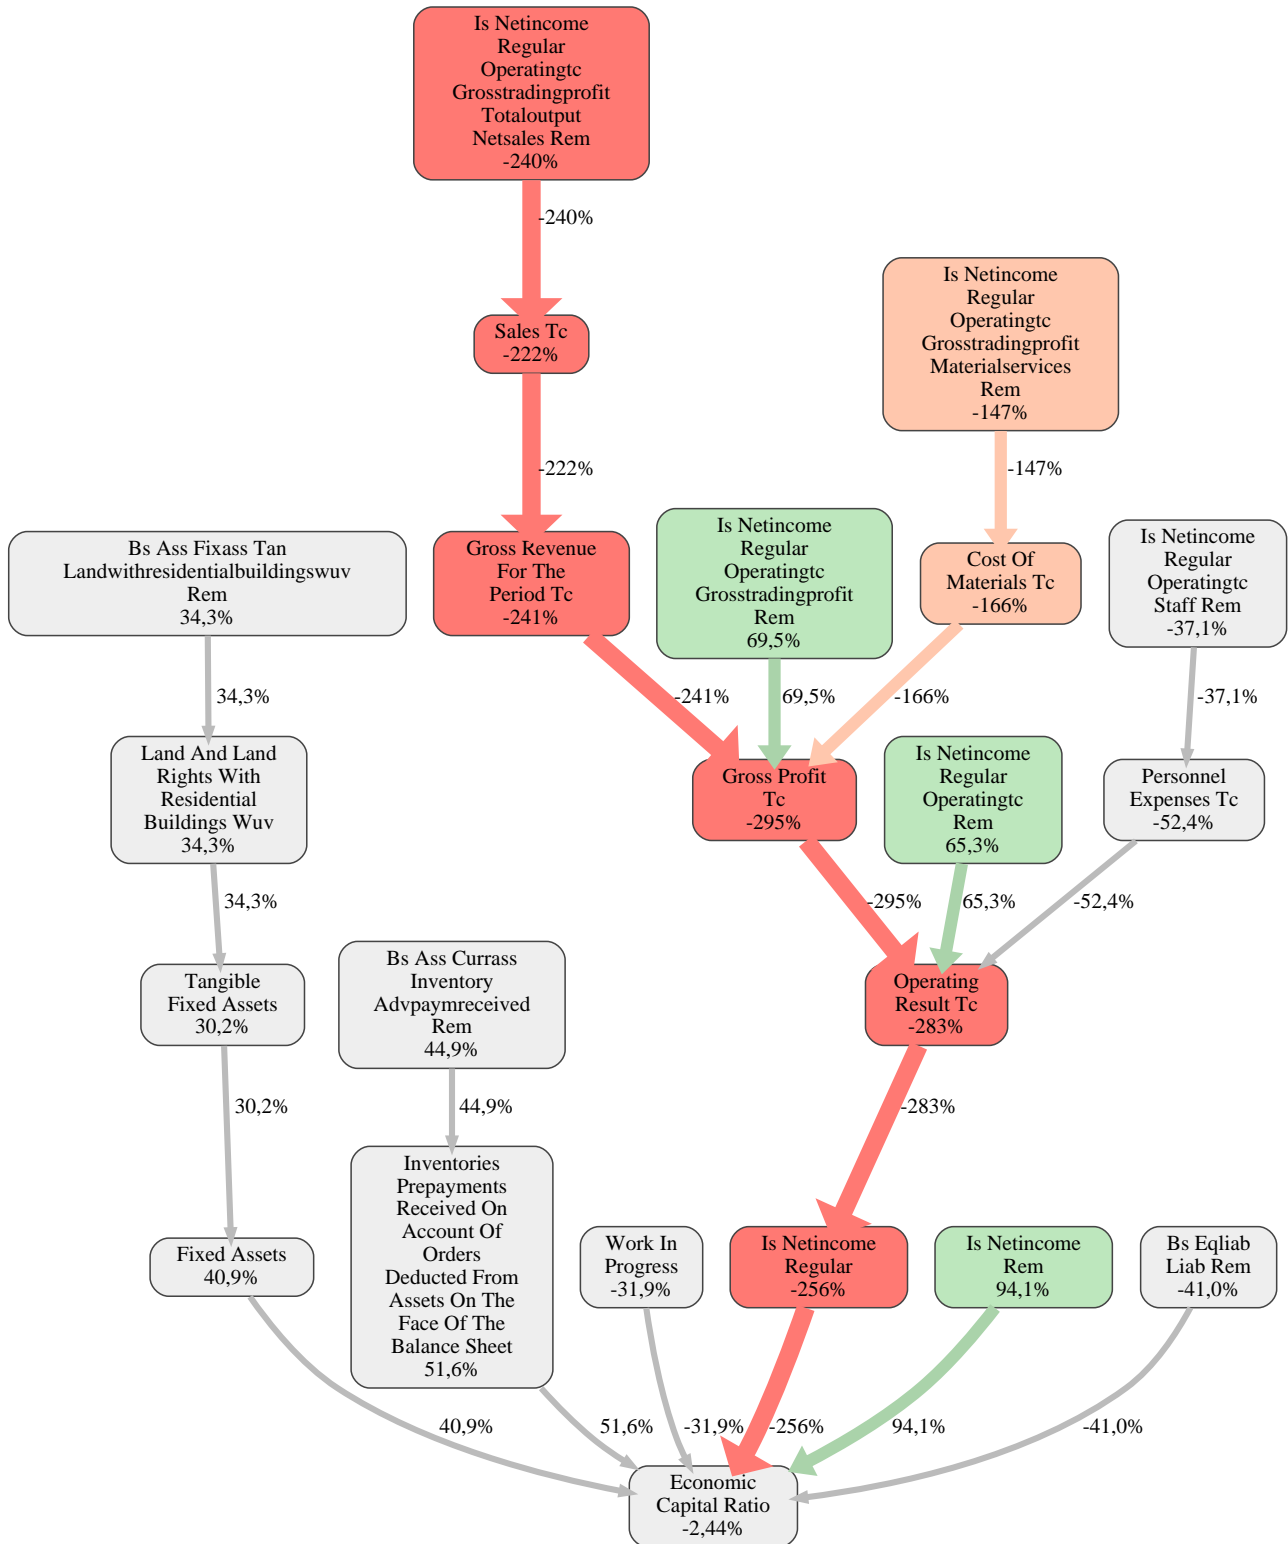 Is Netincome
Regular
Operatingtc
Grosstradingprofit
Totaloutput
Netsales Rem
-240%
-240%
Sales Tc
-222%
Is Netincome
Regular
Operatingtc
Grosstradingprofit
Materialservices
Rem
-147%
-222%
-147%
Bs Ass Fixass Tan
Landwithresidentialbuildingswuv
Rem
34,3%
Gross Revenue
For The
Period Tc
-241%
Is Netincome
Regular
Operatingtc
Grosstradingprofit
Rem
69,5%
Cost Of
Materials Tc
-166%
Is Netincome
Regular
Operatingtc
Staff Rem
-37,1%
34,3%
-241%
69,5%
-166%
-37,1%
Land And Land
Rights With
Residential
Buildings Wuv
34,3%
Gross Profit
Tc
-295%
Is Netincome
Regular
Operatingtc
Rem
65,3%
Personnel
Expenses Tc
-52,4%
34,3%
-295%
65,3%
-52,4%
Tangible
Fixed Assets
30,2%
Bs Ass Currass
Inventory
Advpaymreceived
Rem
44,9%
Operating
Result Tc
-283%
30,2%
44,9%
-283%
Fixed Assets
40,9%
Inventories
Prepayments
Received On
Account Of
Orders
Deducted From
Assets On The
Face Of The
Balance Sheet
51,6%
Work In
Progress
-31,9%
Is Netincome
Regular
-256%
Is Netincome
Rem
94,1%
Bs Eqliab
Liab Rem
-41,0%
40,9%
51,6%
-31,9%
-256%
94,1%
-41,0%
Economic
Capital Ratio
-2,44%